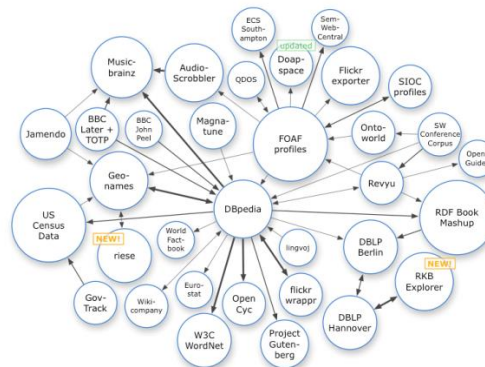 ECS
South-
ampton
Sem-
Web-
Central
updated
Music-
brainz
Audio-
Scrobbler
QDOS
Doap-
space
Flickr
exporter
SIOC
profiles
BBC
Later +
TOTP
BBC
John
Peel
Jamendo
Magna-
tune
FOAF
profiles
Onto-
world
SW
Conference
Corpus
Open-
Guides
Geo-
names
Revyu
US
Census
Data
DBpedia
RDF Book
Mashup
NEW!
riese
World
Fact-
book
lingvoj
DBLP
Berlin
NEW!
RKB
Explorer
Gov-
Track
Wiki-
company
Euro-
stat
Open
Cyc
flickr
wrappr
DBLP
Hannover
W3C
WordNet
Project
Guten-
berg